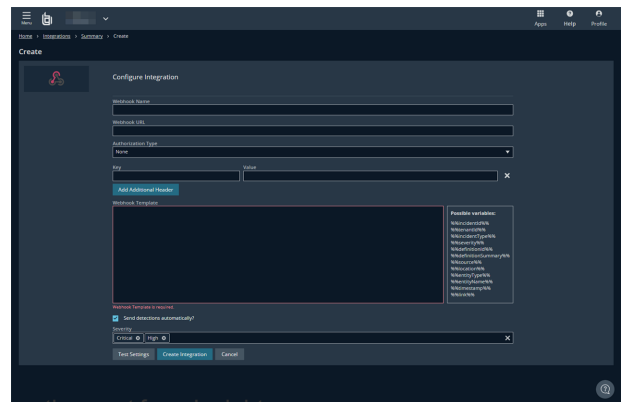 Menu
Apps
Help
Profile
Home > Integrations > Summary > Create
Create
Configure Integration
Webhook Name
Webhook URL
Authorization Type
None
Key
Value
Add Additional Header
Webhook Template
Possible variables:
%%incidentId%%
%%tenantId%%
%%incidentType%%
%%severity%%
%%definitionId%%
%%definitionSummary%%
%%source%%
%%location%%
%%entityType%%
%%entityName%%
%%timestamp%%
%%link%%
Webhook Template is required.
Send detections automatically?
Severity
Critical
High
Test Settings
Create Integration
Cancel